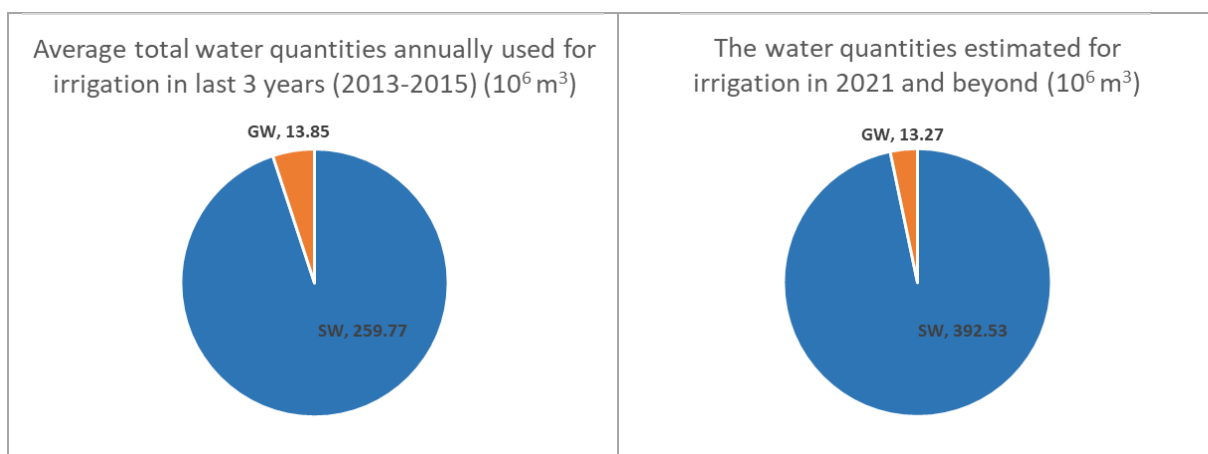 Average total water quantities annually used for
irrigation in last 3 years (2013-2015) (10⁶ m³)
GW, 13.85
SW, 259.77
The water quantities estimated for
irrigation in 2021 and beyond (10⁶ m³)
GW, 13.27
SW, 392.53